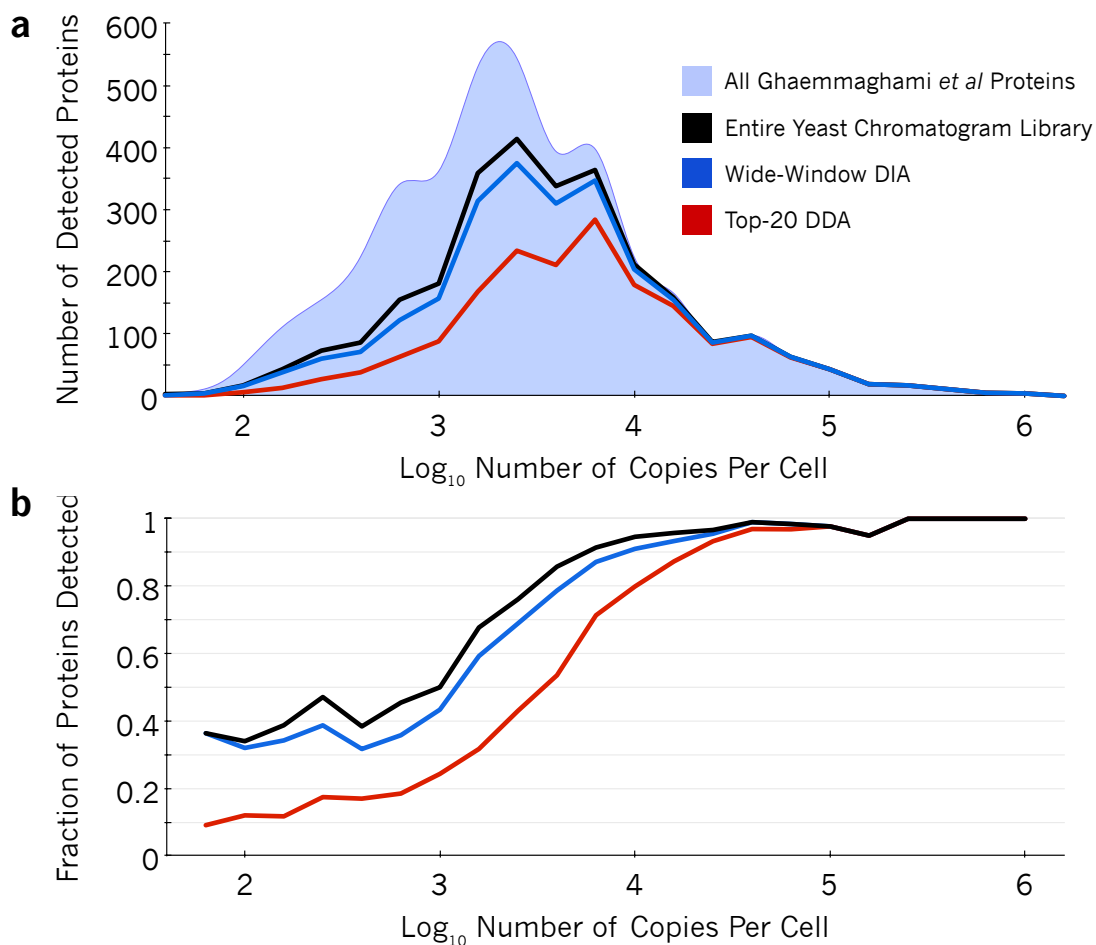 a
Number of Detected Proteins
600
500
400
300
200
100
0
All Ghaemmaghami et al Proteins
Entire Yeast Chromatogram Library
Wide-Window DIA
Top-20 DDA
2 3 4 5 6
Log₁₀ Number of Copies Per Cell
b
Fraction of Proteins Detected
1
0.8
0.6
0.4
0.2
0
2 3 4 5 6
Log₁₀ Number of Copies Per Cell